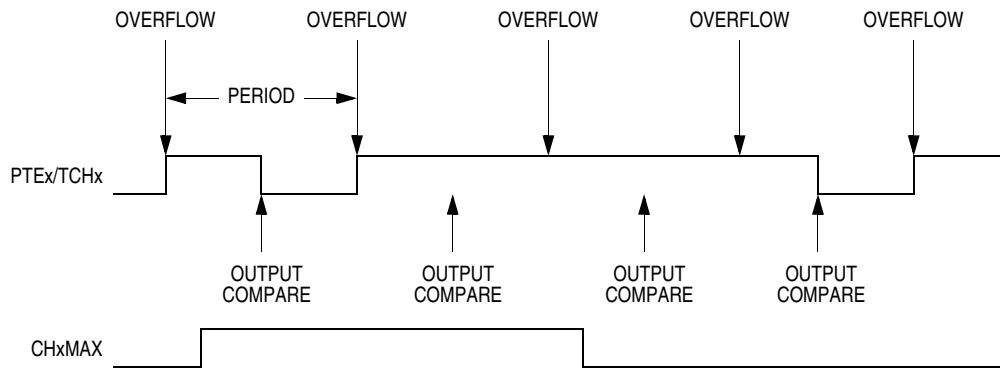 OVERFLOW OVERFLOW OVERFLOW OVERFLOW OVERFLOW
PERIOD
PTEx/TCHx
OUTPUT COMPARE
OUTPUT COMPARE
OUTPUT COMPARE
OUTPUT COMPARE
CHxMAX